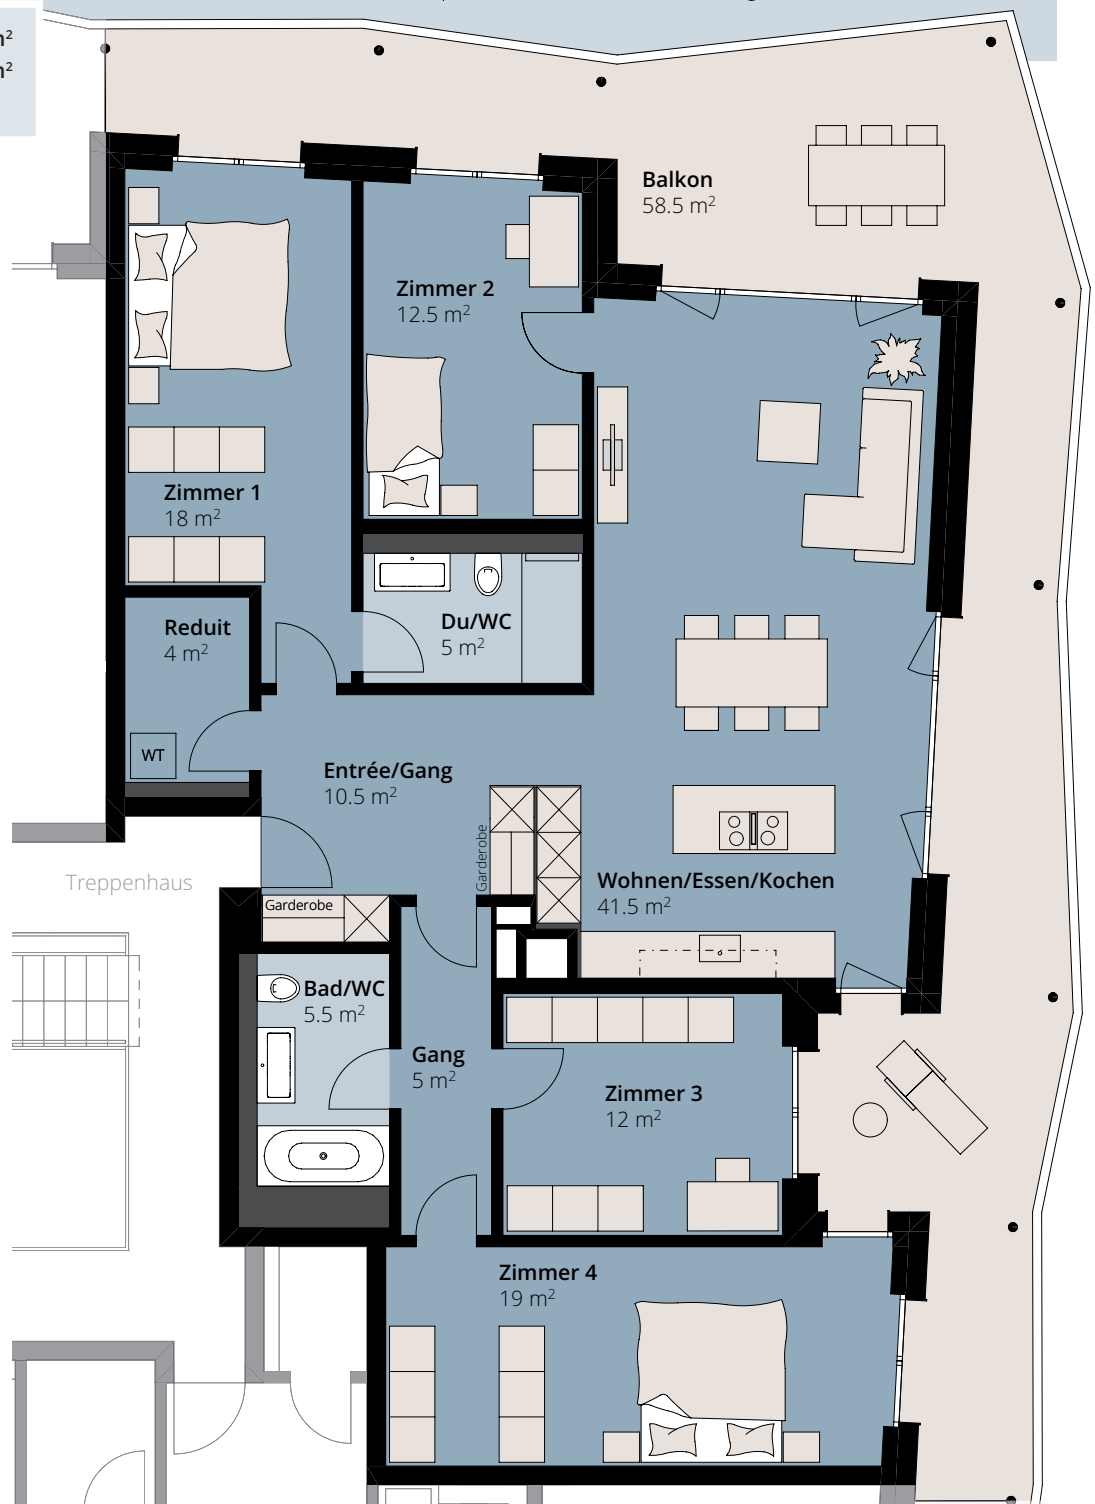 m²
m²
Balkon
58.5 m²
Zimmer 2
12.5 m²
Zimmer 1
18 m²
Reduit
4 m²
Du/WC
5 m²
WT
Entrée/Gang
10.5 m²
Garderobe
Treppenhaus
Wohnen/Essen/Kochen
41.5 m²
Garderobe
Bad/WC
5.5 m²
Gang
5 m²
Zimmer 3
12 m²
Zimmer 4
19 m²